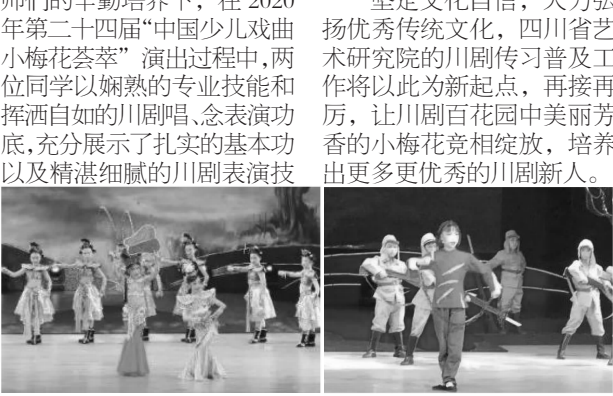 师们的辛勤培养下，在 2020
年第二十四届“中国少儿戏曲
小梅花荟萃” 演出过程中，两
位同学以娴熟的专业技能和
挥洒自如的川剧唱、念表演功
底，充分展示了扎实的基本功
以及精湛细腻的川剧表演技
坚定文化自信，大力弘
扬优秀传统文化，四川省艺
术研究院的川剧传习普及工
作将以此为新起点，再接再
厉，让川剧百花园中美丽芳
香的小梅花竞相绽放，培养
出更多更优秀的川剧新人。